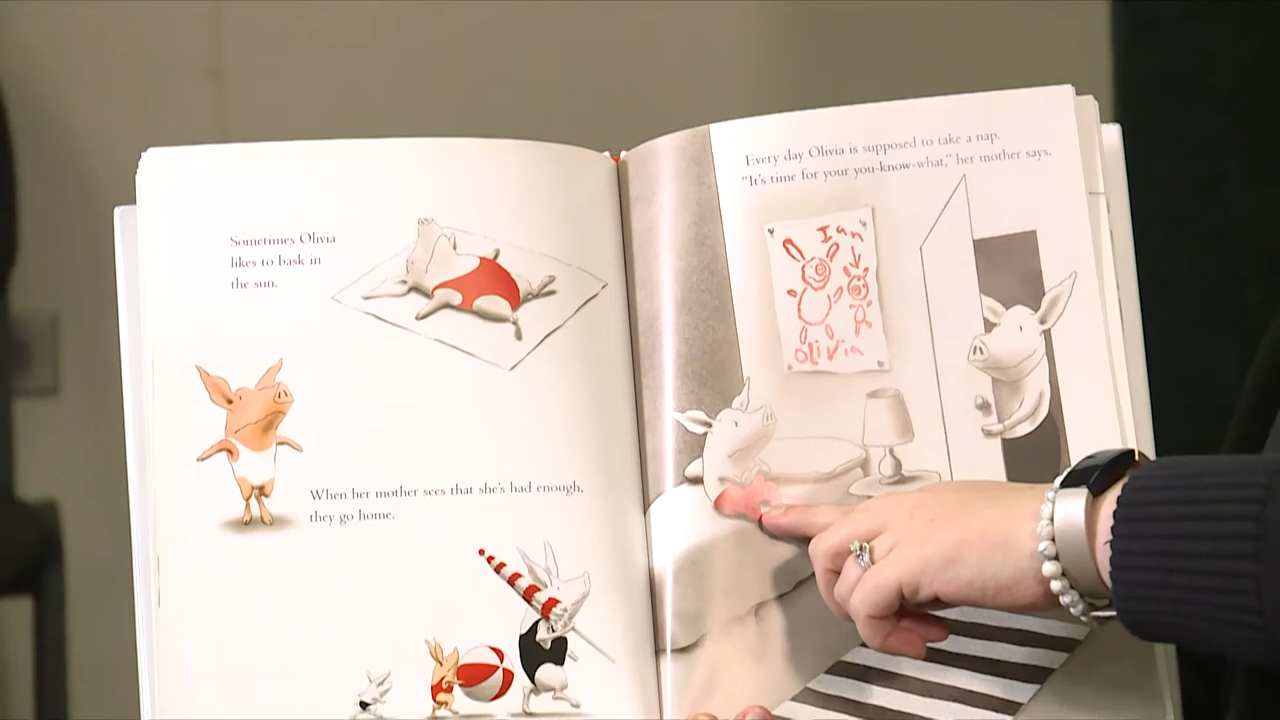 Sometimes Olivia
likes to bask in
the sun.
When her mother sees that she's had enough,
they go home.
Every day Olivia is supposed to take a nap.
"It's time for your you-know-what," her mother says.
Ian
Olivia